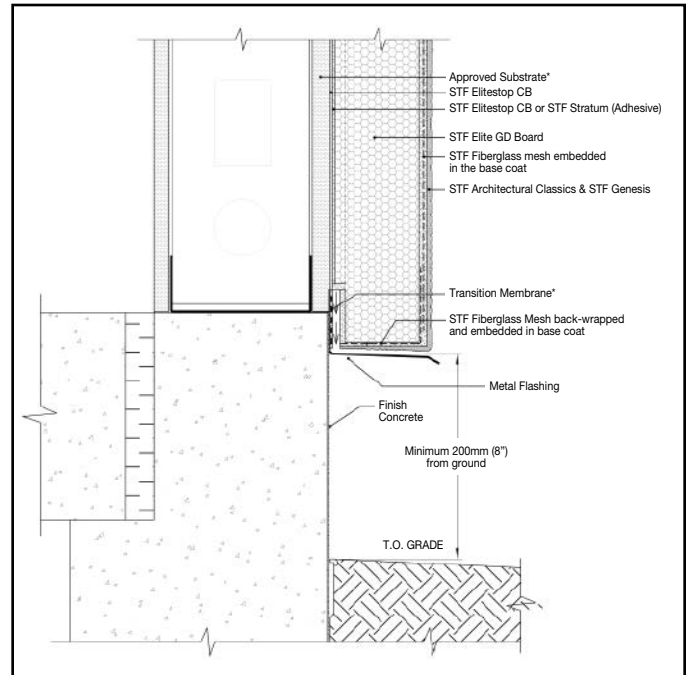 Approved Substrate*
STF Elitestop CB
STF Elitestop CB or STF Stratum (Adhesive)
STF Elite GD Board
STF Fiberglass mesh embedded
in the base coat
STF Architectural Classics & STF Genesis
Transition Membrane*
STF Fiberglass Mesh back-wrapped
and embedded in base coat
Metal Flashing
Finish
Concrete
Minimum 200mm (8")
from ground
T.O. GRADE